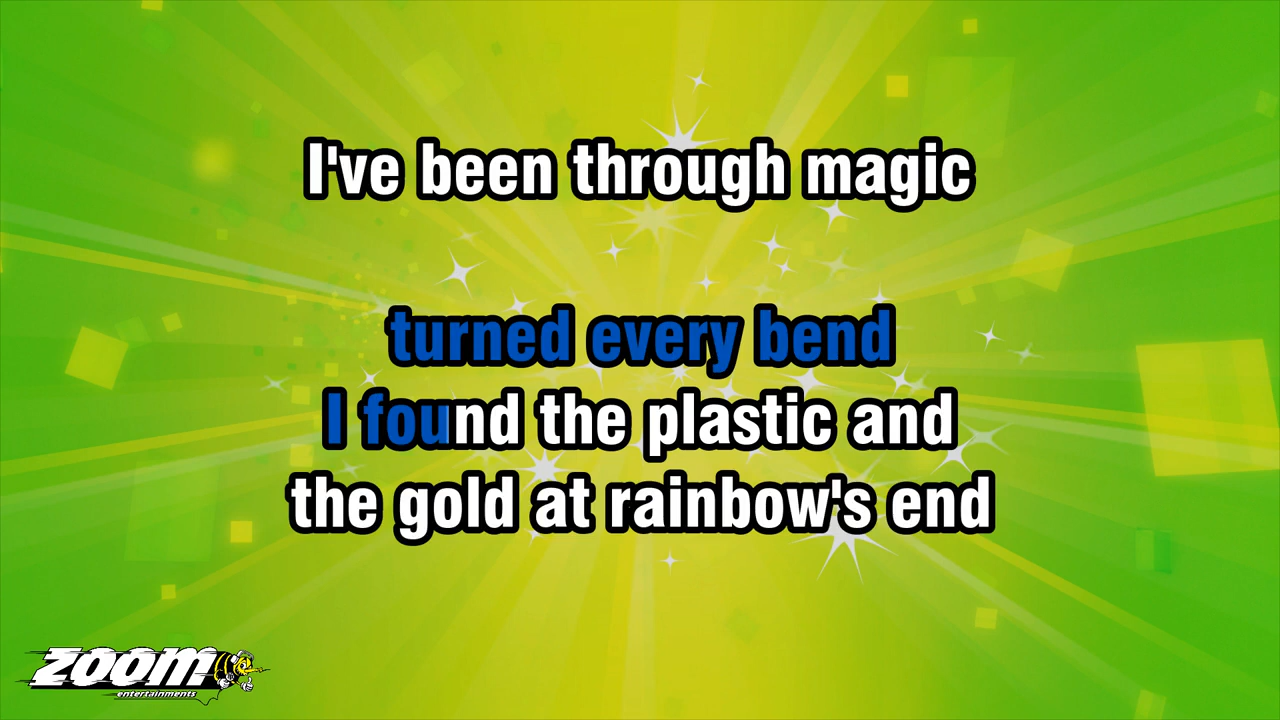 I've been through magic
turned every bend
I found the plastic and
the gold at rainbow's end
ZOOM
entertainments